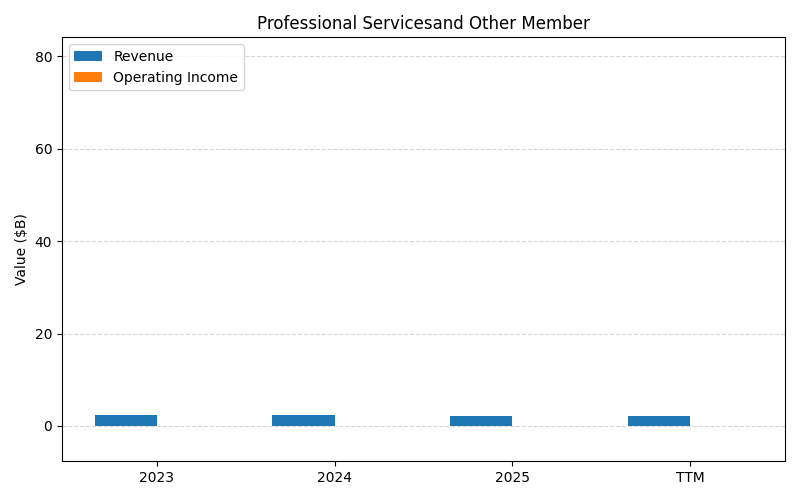 Professional Servicesand Other Member
Revenue
Operating Income
Value ($B)
80
60
40
20
0
2023 2024 2025 TTM